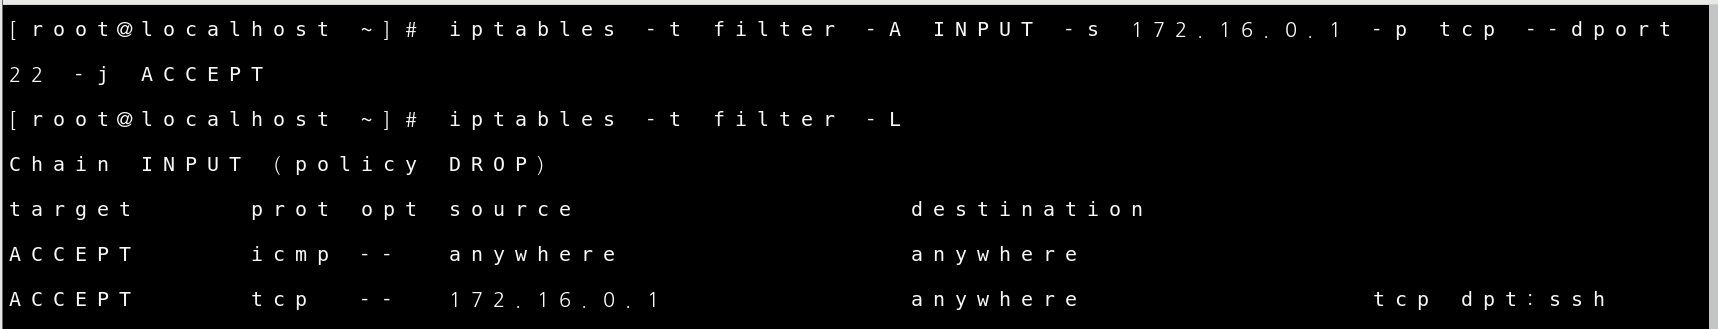 [root@localhost ~]# iptables -t filter -A INPUT -s 172.16.0.1 -p tcp --dport
22 -j ACCEPT
[root@localhost ~]# iptables -t filter -L
Chain INPUT (policy DROP)
target     prot opt source               destination
ACCEPT     icmp --  anywhere             anywhere
ACCEPT     tcp  --  172.16.0.1           anywhere             tcp dpt:ssh